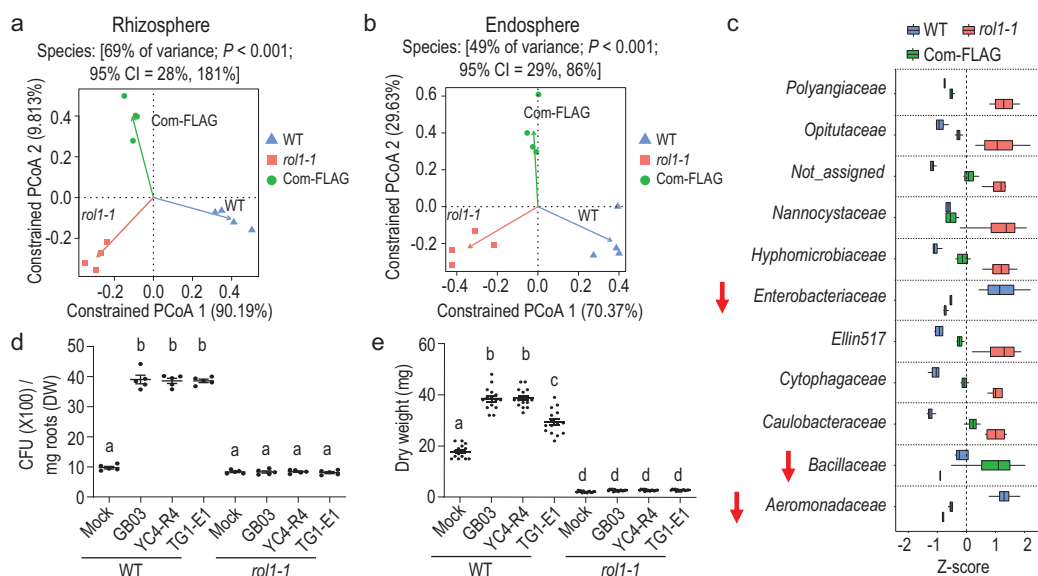 a
Rhizosphere
Species: [69% of variance; P < 0.001;
95% CI = 28%, 181%]
Constrained PCoA 2 (9.813%)
0.4
0.2
0.0
-0.2
Com-FLAG
rol1-1
WT
-0.2
0.0
0.2
0.4
Constrained PCoA 1 (90.19%)
WT
rol1-1
Com-FLAG
b
Endosphere
Species: [49% of variance; P < 0.001;
95% CI = 29%, 86%]
Constrained PCoA 2 (29.63%)
0.6
0.4
0.2
0.0
-0.2
Com-FLAG
rol1-1
WT
-0.4
-0.2
0.0
0.2
0.4
Constrained PCoA 1 (70.37%)
WT
rol1-1
Com-FLAG
c
WT
rol1-1
Com-FLAG
Polyangiaceae
Opitutaceae
Not_assigned
Nannocystaceae
Hyphomicrobiaceae
Enterobacteriaceae
Ellin517
Cytophagaceae
Caulobacteraceae
Bacillaceae
Aeromonadaceae
-2
-1
0
1
2
Z-score
d
CFU (X100) /
mg roots (DW)
50
40
30
20
10
0
a
b
b
b
a
a
a
a
Mock
GB03
YC4-R4
TG1-E1
Mock
GB03
YC4-R4
TG1-E1
WT
rol1-1
e
Dry weight (mg)
60
40
20
0
a
b
b
c
d
d
d
d
Mock
GB03
YC4-R4
TG1-E1
Mock
GB03
YC4-R4
TG1-E1
WT
rol1-1